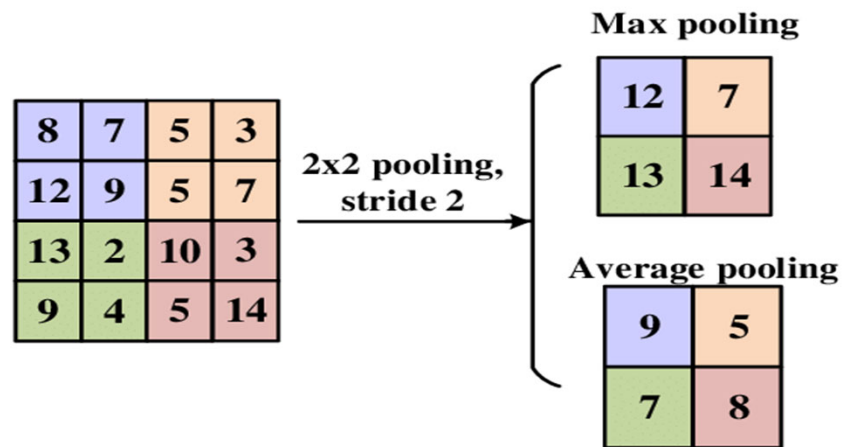 8 7 5 3
12 9 5 7
13 2 10 3
9 4 5 14
2x2 pooling,
stride 2
Max pooling
12 7
13 14
Average pooling
9 5
7 8